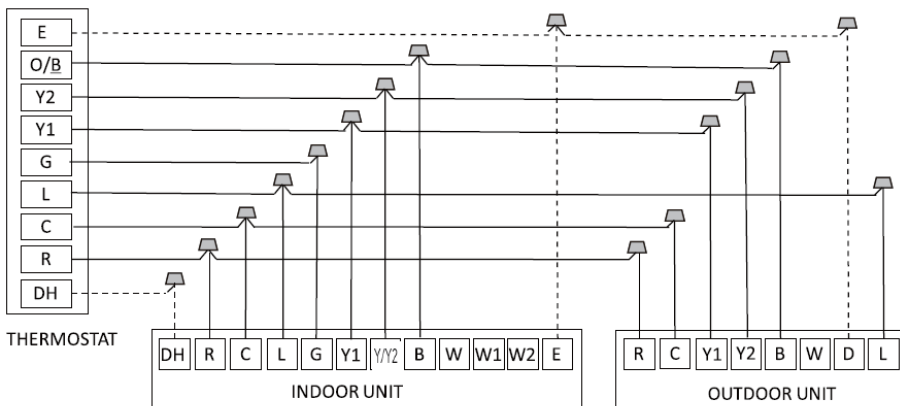 E
O/B
Y2
Y1
G
L
C
R
DH
THERMOSTAT
DH R C L G Y1 Y/Y2 B W W1 W2 E
INDOOR UNIT
R C Y1 Y2 B W D L
OUTDOOR UNIT